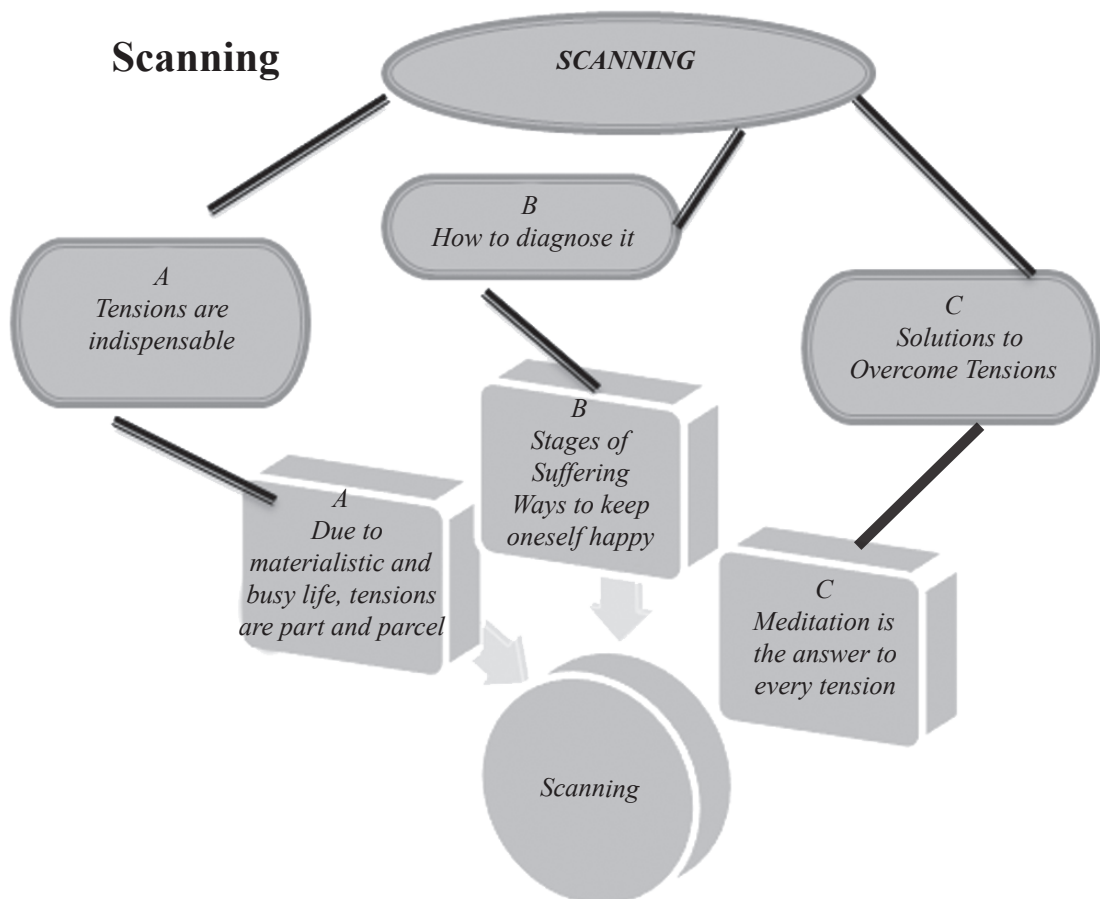 Scanning
SCANNING
A
Tensions are
indispensable
B
How to diagnose it
C
Solutions to
Overcome Tensions
A
Due to
materialistic and
busy life, tensions
are part and parcel
B
Stages of
Suffering
Ways to keep
oneself happy
C
Meditation is
the answer to
every tension
Scanning